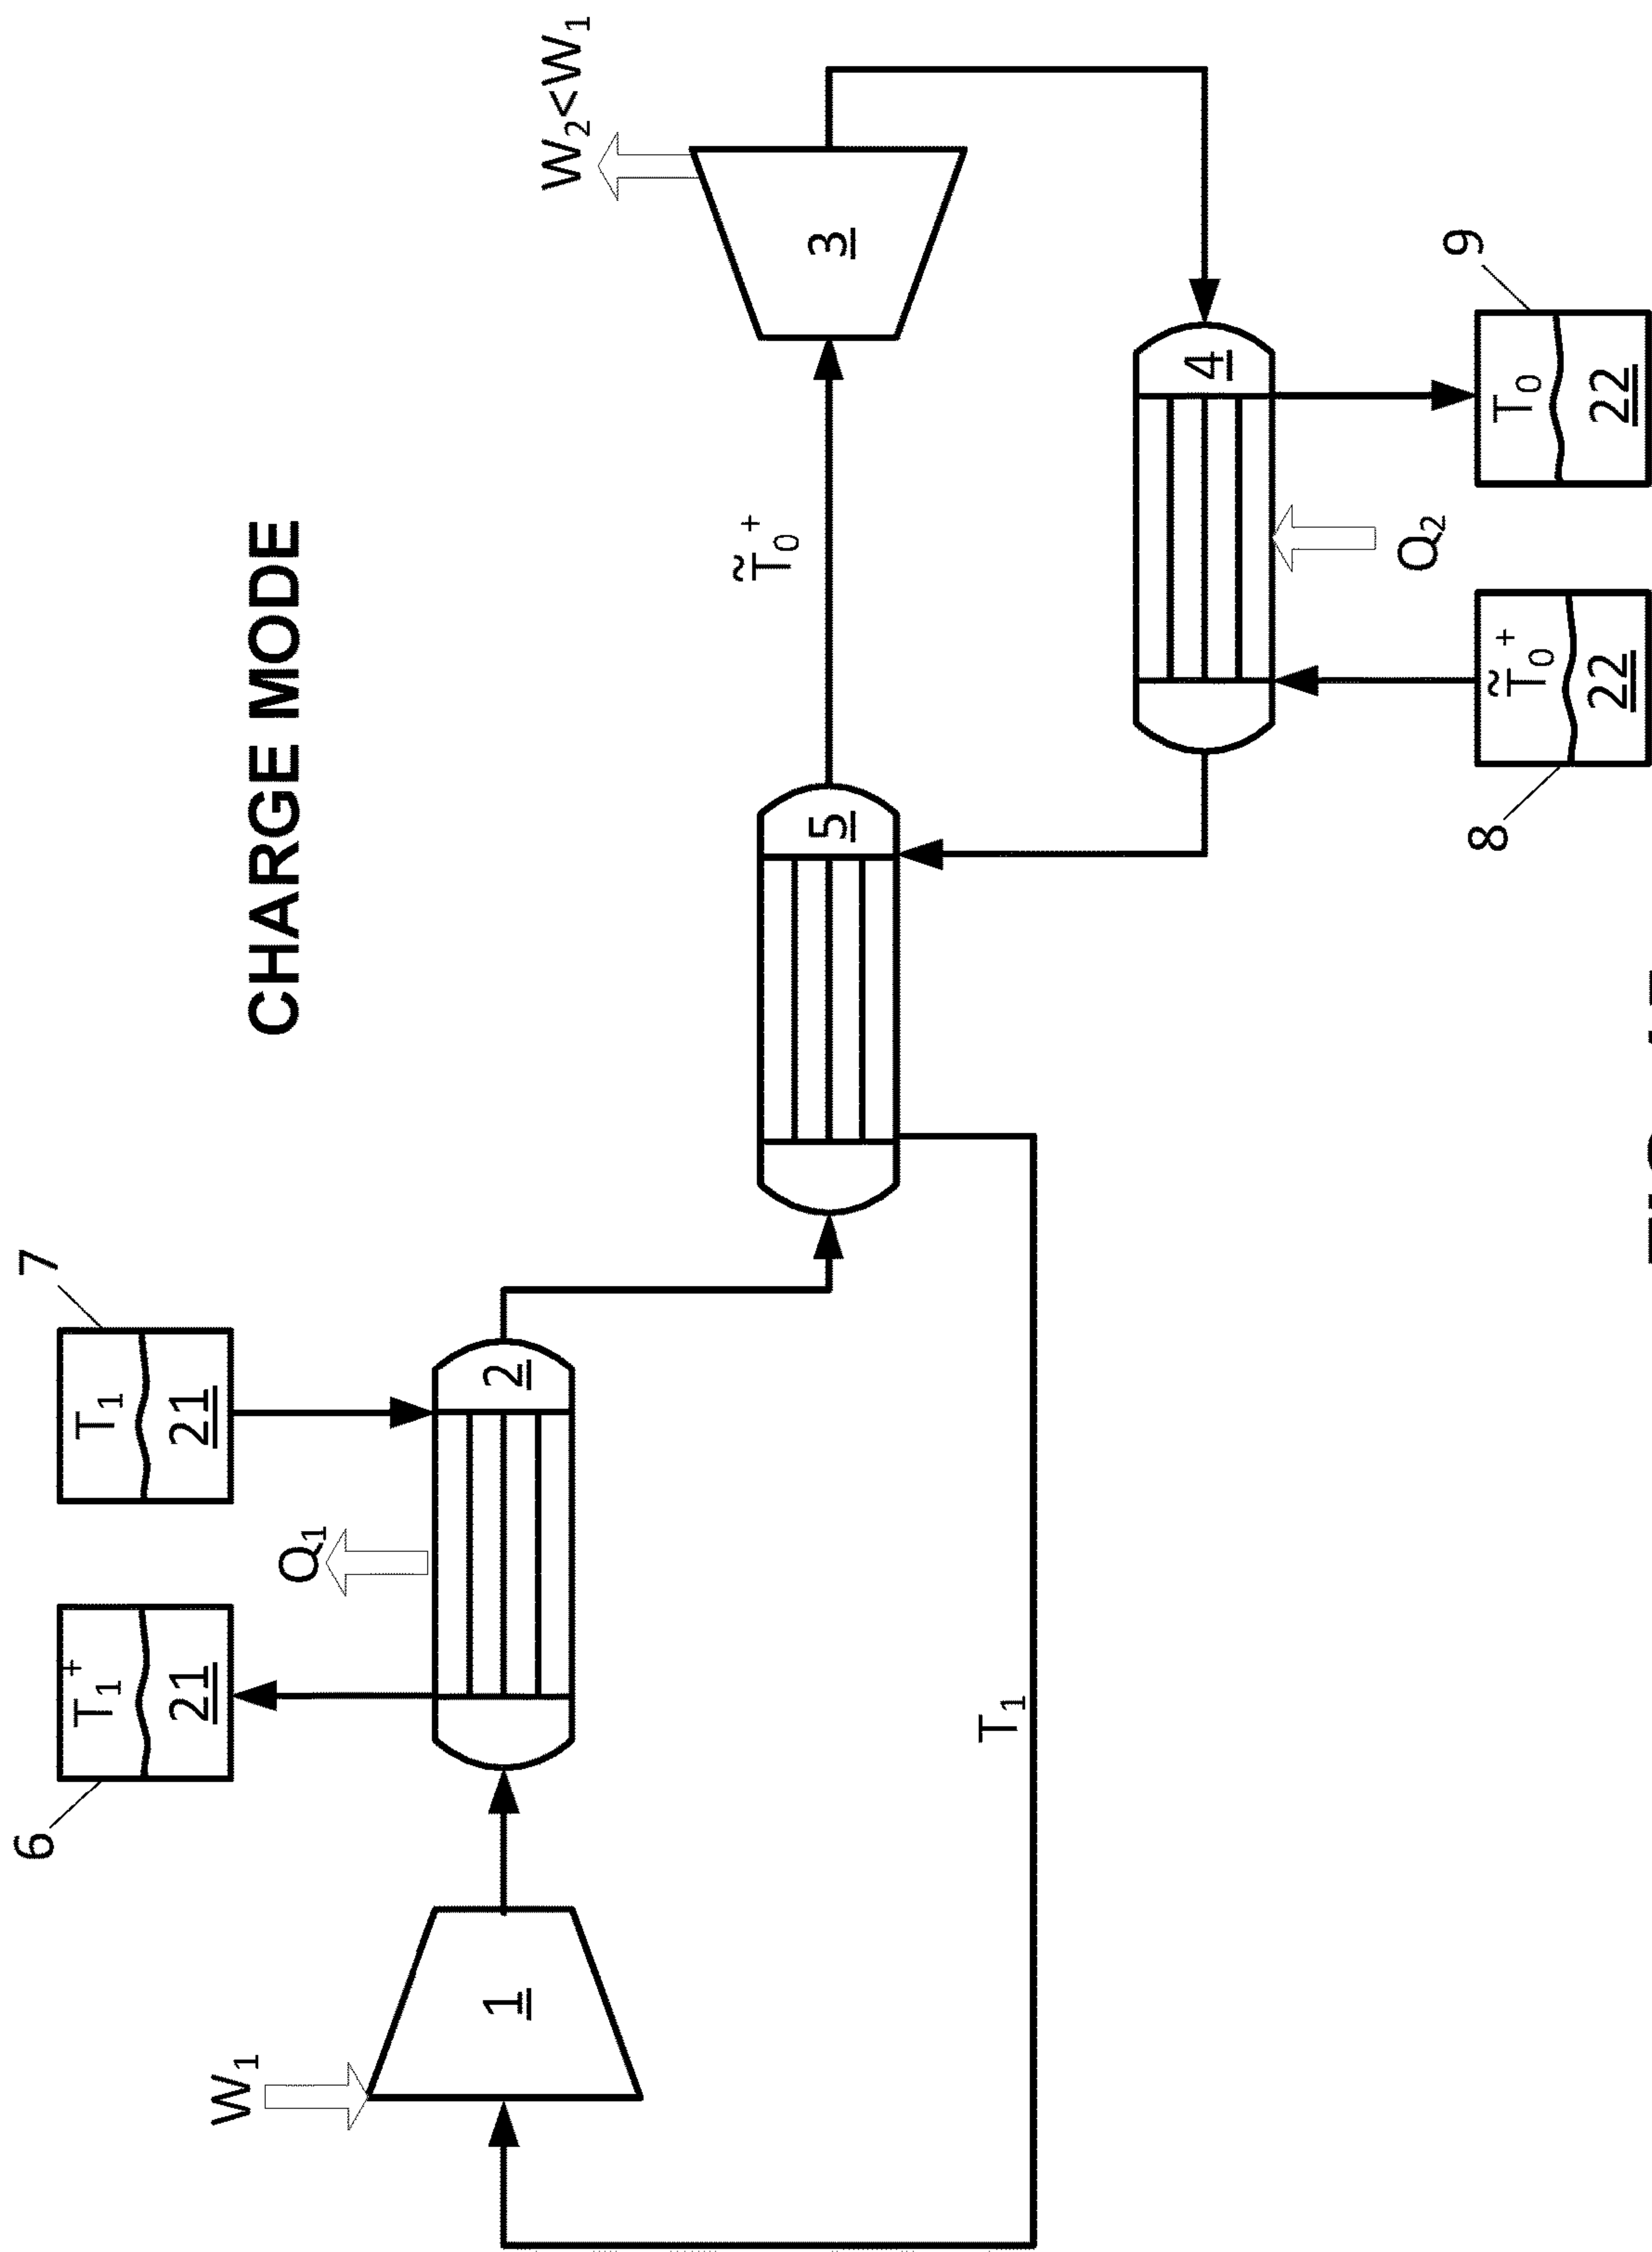 CHARGE MODE
W₁
1
6
T₁⁺
21
Q₁
7
T₁
21
2
T₁
5
T̃₀⁺
W₂<W₁
3
4
Q₂
8
T̃₀⁺
22
9
T₀
22